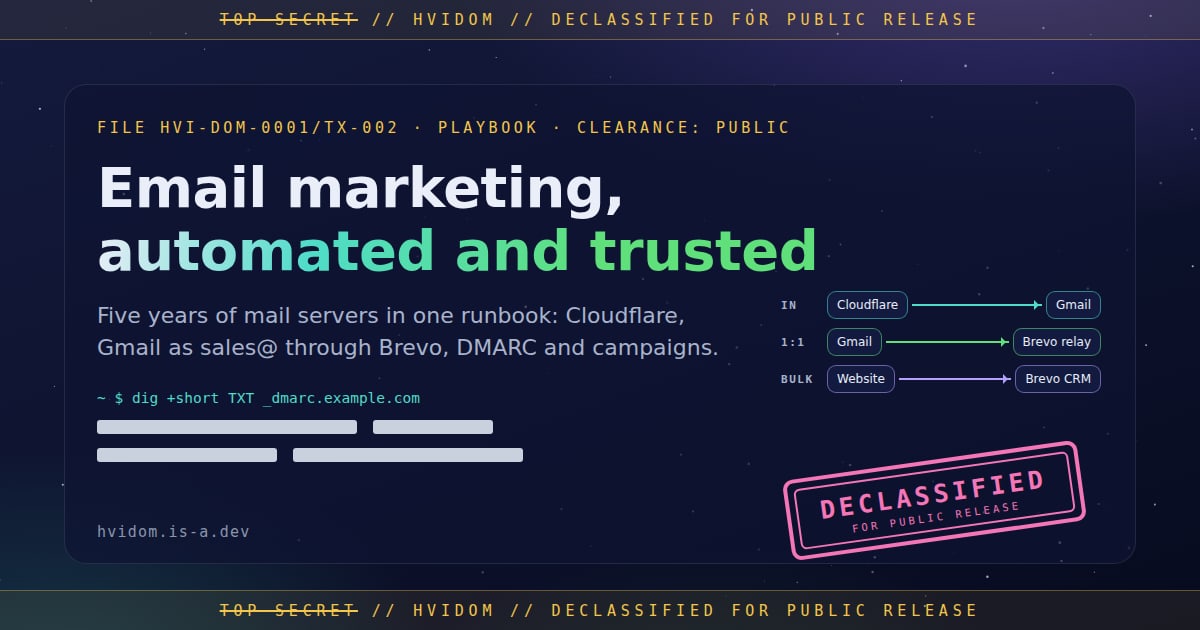 TOP SECRET // HVIDOM // DECLASSIFIED FOR PUBLIC RELEASE
FILE HVI-DOM-0001/TX-002 · PLAYBOOK · CLEARANCE: PUBLIC
Email marketing,
automated and trusted
Five years of mail servers in one runbook: Cloudflare,
Gmail as sales@ through Brevo, DMARC and campaigns.
~ $ dig +short TXT _dmarc.example.com
IN Cloudflare Gmail
1:1 Gmail Brevo relay
BULK Website Brevo CRM
DECLASSIFIED
FOR PUBLIC RELEASE
hvidom.is-a.dev
TOP SECRET // HVIDOM // DECLASSIFIED FOR PUBLIC RELEASE